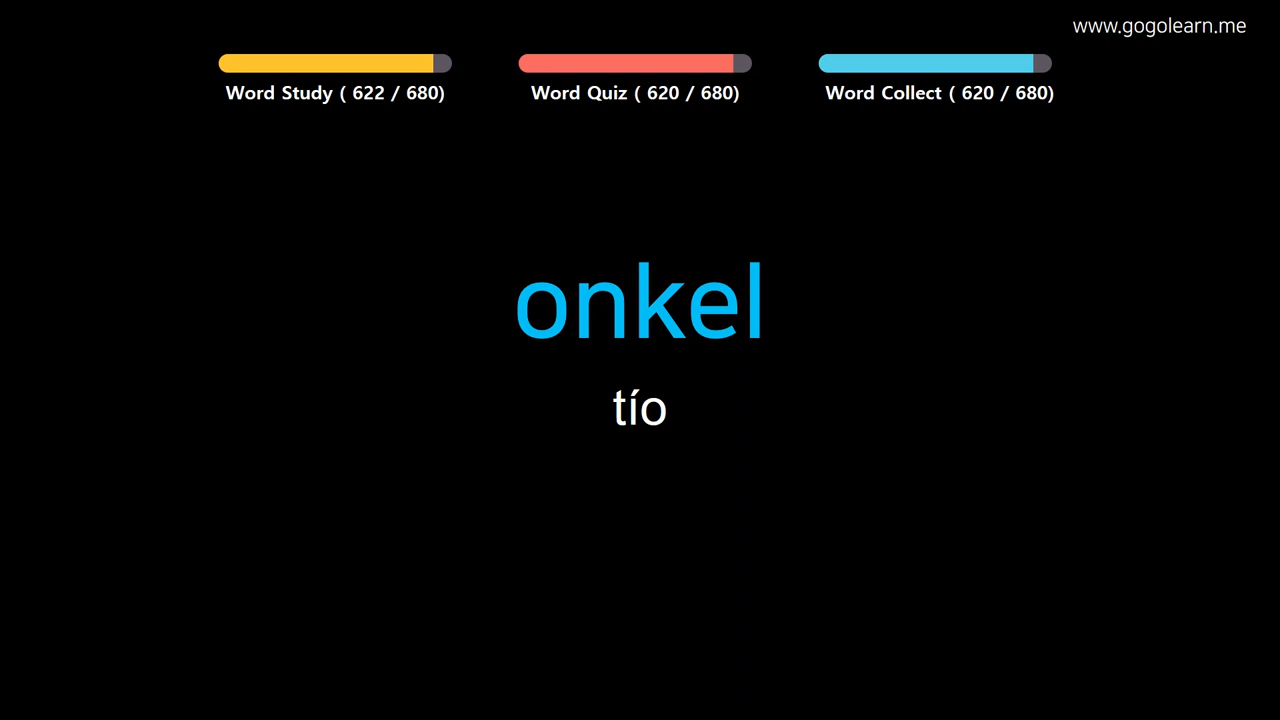 www.gogolearn.me
Word Study ( 622 / 680)
Word Quiz ( 620 / 680)
Word Collect ( 620 / 680)
onkel
tío